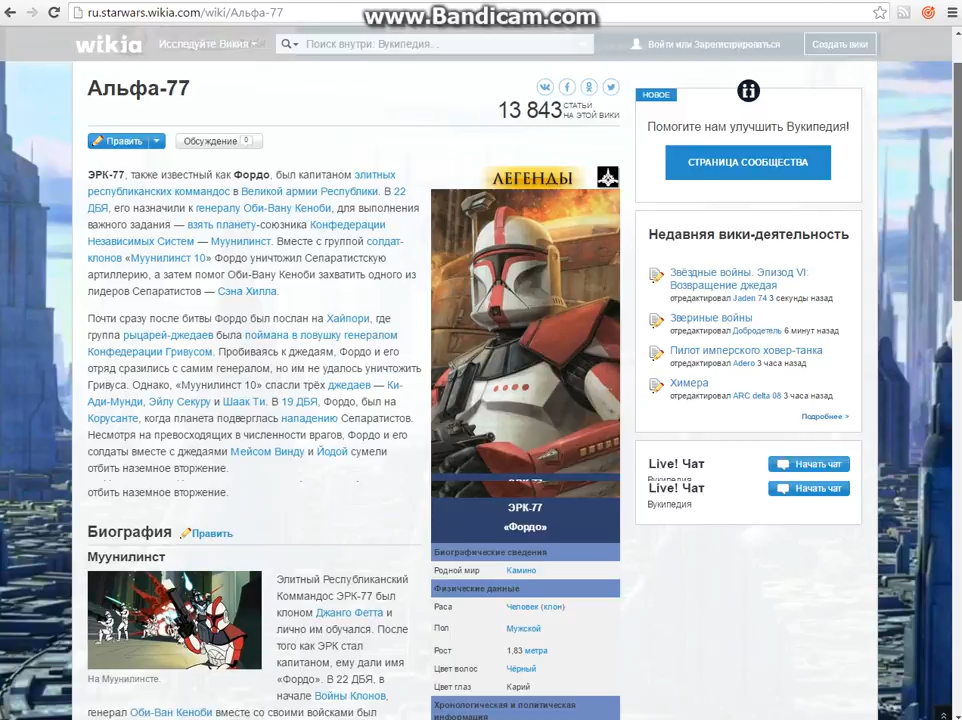 ru.starwars.wikia.com/wiki/Альфа-77
www.Bandicam.com
wikia
Исследуйте Викия
Поиск внутри: Вукипедия. . .
Войти или Зарегистрироваться
Создать вики
Альфа-77
13 843 СТАТЬИ НА ЭТОЙ ВИКИ
Править
Обсуждение 0
ЭРК-77, также известный как Фордо, был капитаном элитных
республиканских коммандос в Великой армии Республики. В 22
ДБЯ, его назначили к генералу Оби-Вану Кеноби, для выполнения
важного задания — взять планету-союзника Конфедерации
Независимых Систем — Муунилинст. Вместе с группой солдат-
клонов «Муунилинст 10» Фордо уничтожил Сепаратистскую
артиллерию, а затем помог Оби-Вану Кеноби захватить одного из
лидеров Сепаратистов — Сэна Хилла.
Почти сразу после битвы Фордо был послан на Хайпори, где
группа рыцарей-джедаев была поймана в ловушку генералом
Конфедерации Гривусом. Пробиваясь к джедаям, Фордо и его
отряд сразились с самим генералом, но им не удалось уничтожить
Гривуса. Однако, «Муунилинст 10» спасли трёх джедаев — Ки-
Ади-Мунди, Эйлу Секуру и Шаак Ти. В 19 ДБЯ, Фордо, был на
Корусанте, когда планета подверглась нападению Сепаратистов.
Несмотря на превосходящих в численности врагов, Фордо и его
солдаты вместе с джедаями Мейсом Винду и Йодой сумели
отбить наземное вторжение.
отбить наземное вторжение.
Биография
Править
Муунилинст
На Муунилинсте.
Элитный Республиканский
Коммандос ЭРК-77 был
клоном Джанго Фетта и
лично им обучался. После
того как ЭРК стал
капитаном, ему дали имя
«Фордо». В 22 ДБЯ, в
начале Войны Клонов,
генерал Оби-Ван Кеноби вместе со своими войсками был
ЛЕГЕНДЫ
ЭРК-77
«Фордо»
Биографические сведения
Родной мир Камино
Физические данные
Раса Человек (клон)
Пол Мужской
Рост 1,83 метра
Цвет волос Чёрный
Цвет глаз Карий
Хронологическая и политическая
информация
НОВОЕ
Помогите нам улучшить Вукипедия!
СТРАНИЦА СООБЩЕСТВА
Недавняя вики-деятельность
Звёздные войны. Эпизод VI:
Возвращение джедая
отредактировал Jaden 74 3 секунды назад
Звериные войны
отредактировал Добродетель 6 минут назад
Пилот имперского ховер-танка
отредактировал Adero 3 часа назад
Химера
отредактировал ARC delta 08 3 часа назад
Подробнее >
Live! Чат
Начать чат
Live! Чат
Начать чат
Вукипедия